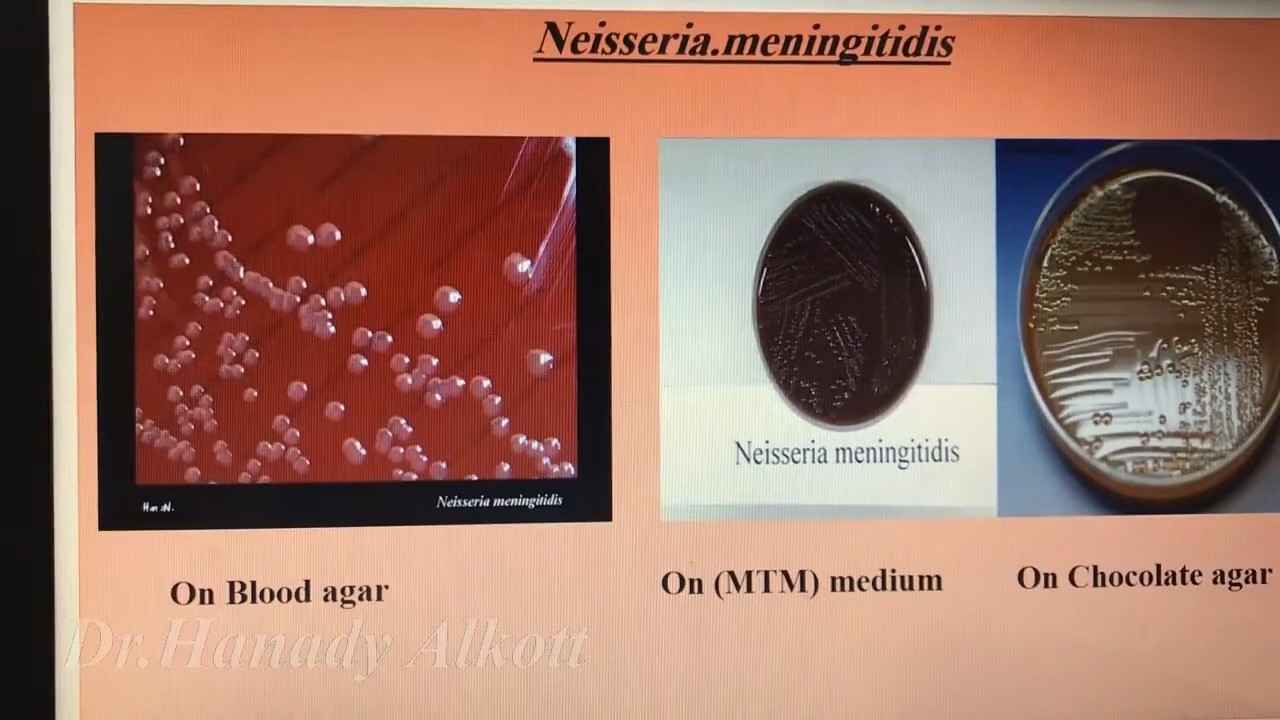 Neisseria.meningitidis
Neisseria meningitidis
Neisseria meningitidis
On Blood agar
On (MTM) medium
On Chocolate agar
Dr.Hanady Alkott